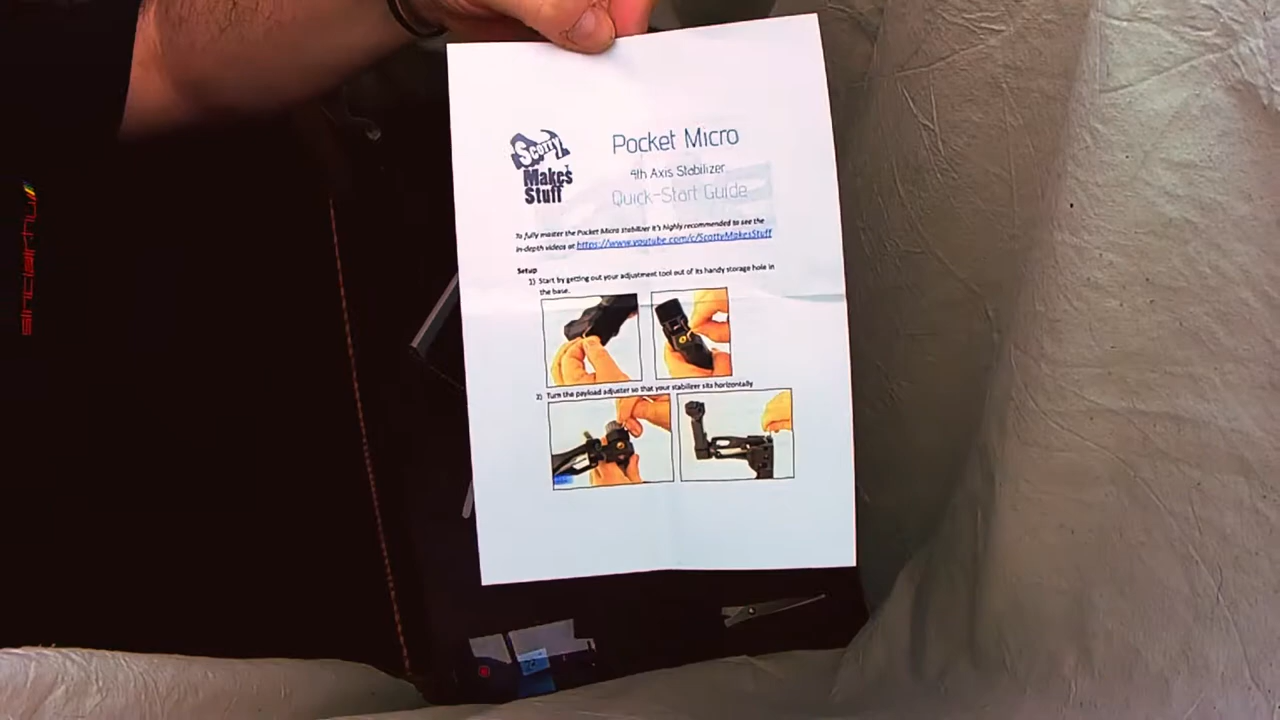 SCOTTY
Makes
Stuff
Pocket Micro
4th Axis Stabilizer
Quick-Start Guide
To fully master the Pocket Micro stabilizer it's highly recommended to see the
in-depth videos at https://www.youtube.com/c/ScottyMakesStuff
Setup
1) Start by getting out your adjustment tool out of its handy storage hole in
the base.
2) Turn the payload adjuster so that your stabilizer sits horizontally
sinclairhu